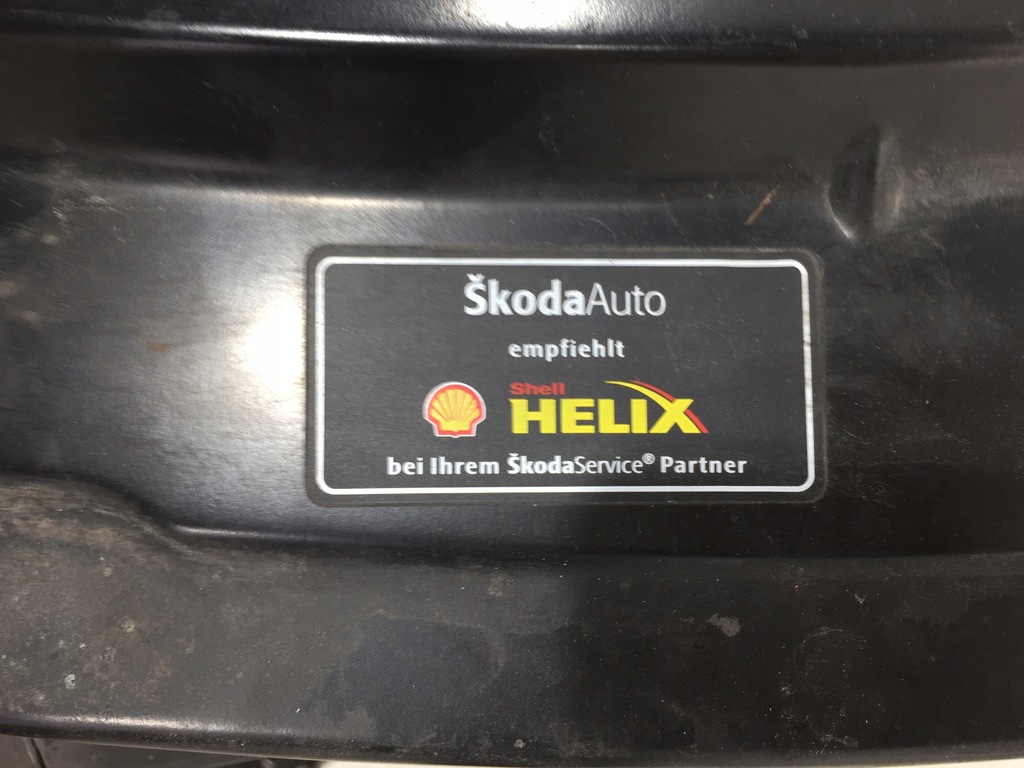 ŠkodaAuto
empfiehlt
Shell
HELIX
bei Ihrem ŠkodaService® Partner